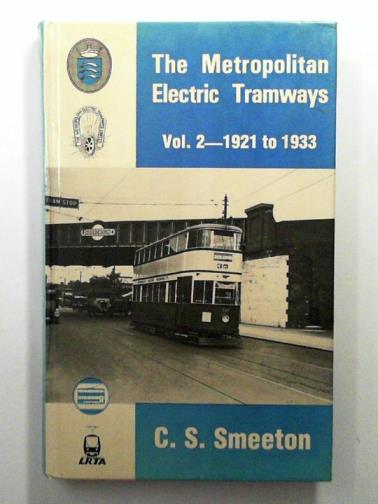 The Metropolitan
Electric Tramways
Vol. 2—1921 to 1933
C. S. Smeeton
LRTA